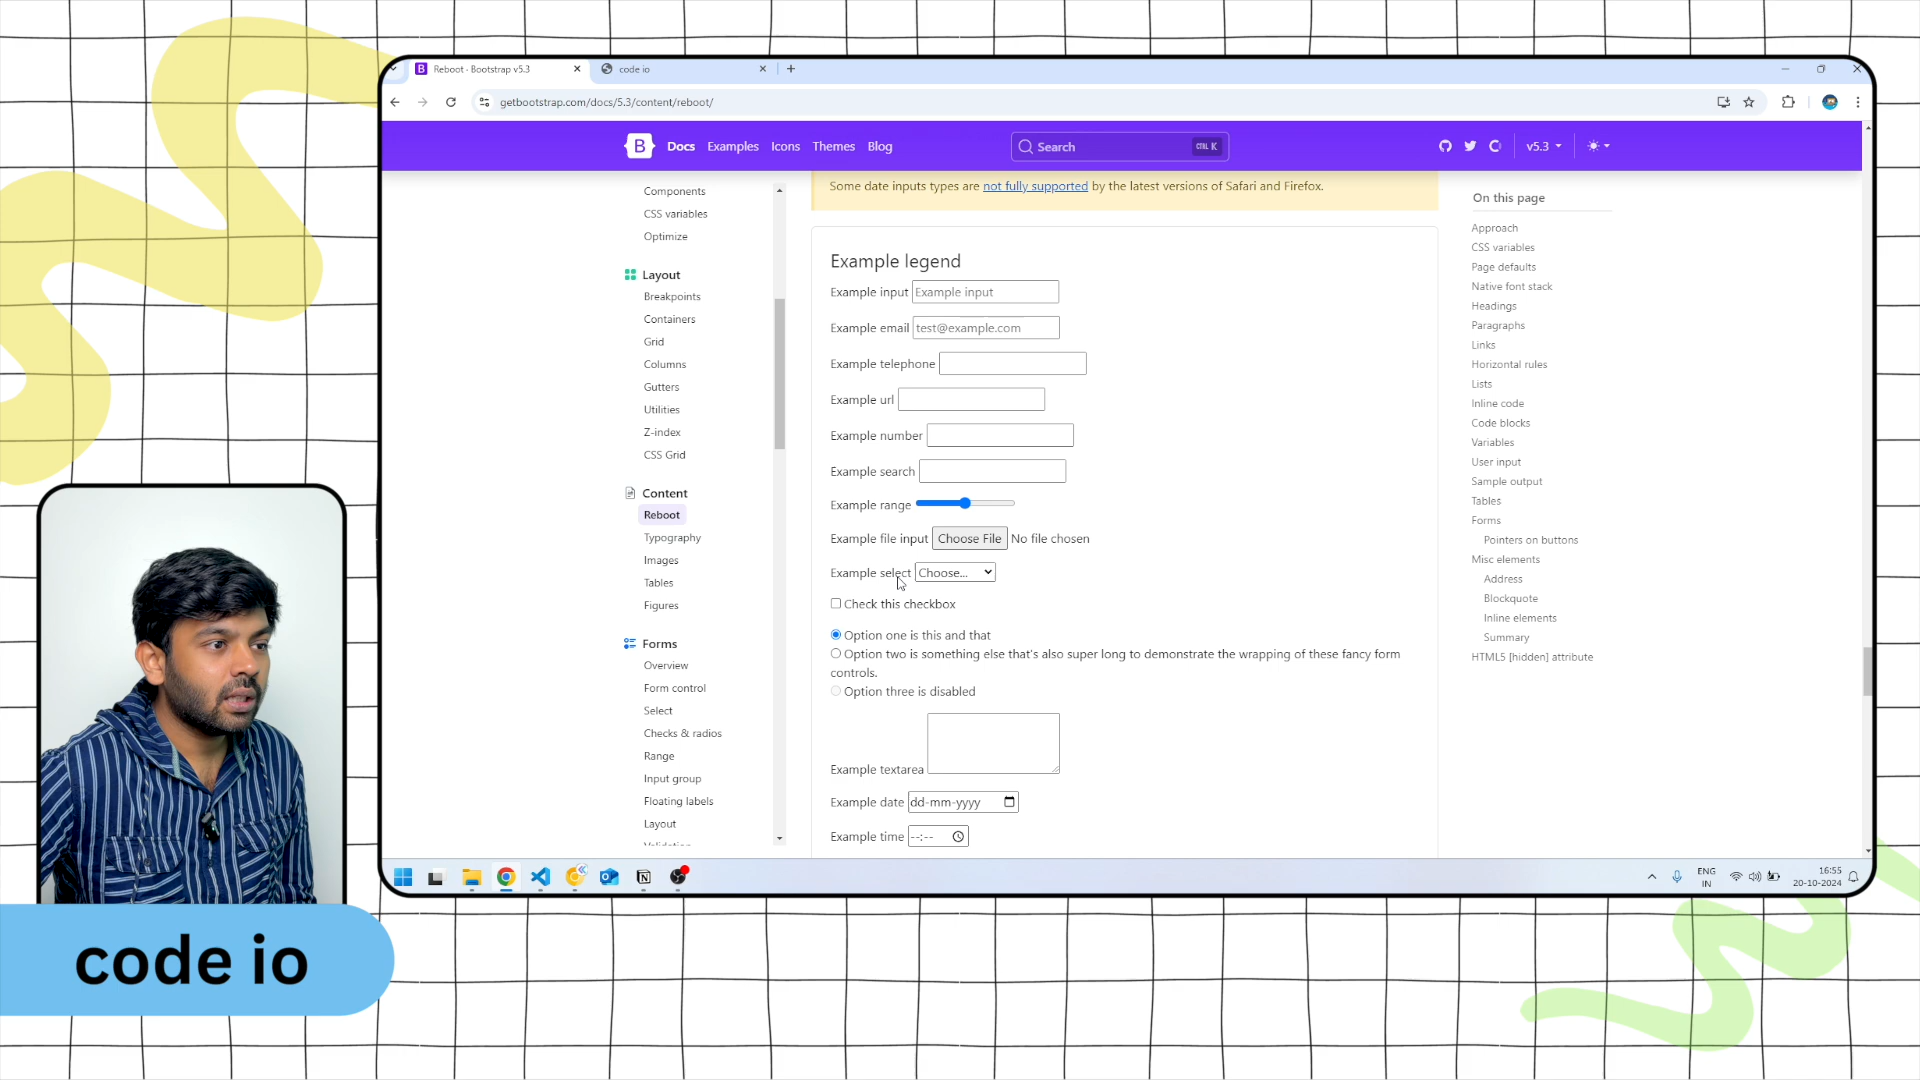 Reboot - Bootstrap v5.3
code io
getbootstrap.com/docs/5.3/content/reboot/
B
Docs
Examples
Icons
Themes
Blog
Search
CTRL K
v5.3
Components
CSS variables
Optimize
Layout
Breakpoints
Containers
Grid
Columns
Gutters
Utilities
Z-index
CSS Grid
Content
Reboot
Typography
Images
Tables
Figures
Forms
Overview
Form control
Select
Checks & radios
Range
Input group
Floating labels
Layout
Some date inputs types are not fully supported by the latest versions of Safari and Firefox.
Example legend
Example input Example input
Example email test@example.com
Example telephone
Example url
Example number
Example search
Example range
Example file input Choose File No file chosen
Example select Choose...
Check this checkbox
Option one is this and that
Option two is something else that's also super long to demonstrate the wrapping of these fancy form
controls.
Option three is disabled
Example textarea
Example date dd-mm-yyyy
Example time --:--
On this page
Approach
CSS variables
Page defaults
Native font stack
Headings
Paragraphs
Links
Horizontal rules
Lists
Inline code
Code blocks
Variables
User input
Sample output
Tables
Forms
Pointers on buttons
Misc elements
Address
Blockquote
Inline elements
Summary
HTML5 [hidden] attribute
ENG
IN
16:55
20-10-2024
code io